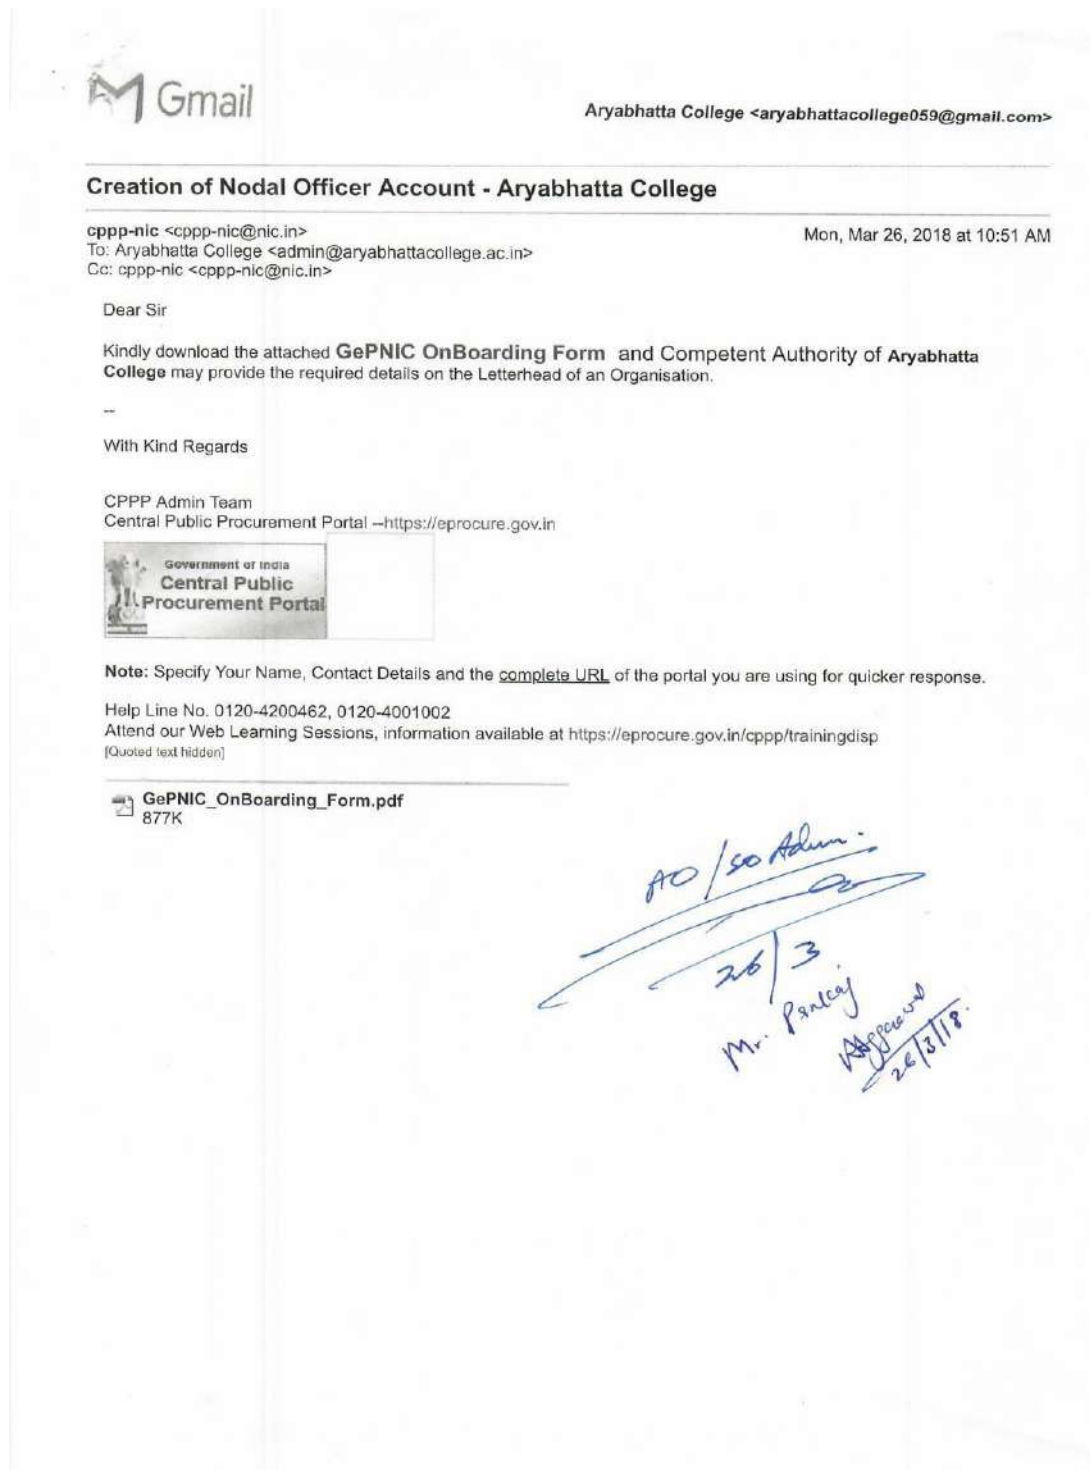 Gmail
Aryabhatta College <aryabhattacollege059@gmail.com>
Creation of Nodal Officer Account - Aryabhatta College
cppp-nic <cppp-nic@nic.in>
Mon, Mar 26, 2018 at 10:51 AM
To: Aryabhatta College <admin@aryabhattacollege.ac.in>
Cc: cppp-nic <cppp-nic@nic.in>
Dear Sir
Kindly download the attached GePNIC OnBoarding Form and Competent Authority of Aryabhatta
College may provide the required details on the Letterhead of an Organisation.
--
With Kind Regards
CPPP Admin Team
Central Public Procurement Portal --https://eprocure.gov.in
Government of India
Central Public
Procurement Portal
Note: Specify Your Name, Contact Details and the complete URL of the portal you are using for quicker response.
Help Line No. 0120-4200462, 0120-4001002
Attend our Web Learning Sessions, information available at https://eprocure.gov.in/cppp/trainingdisp
[Quoted text hidden]
GePNIC_OnBoarding_Form.pdf
877K
AO/SO Admn.
26/3
Mr. Pankaj
26/3/18.